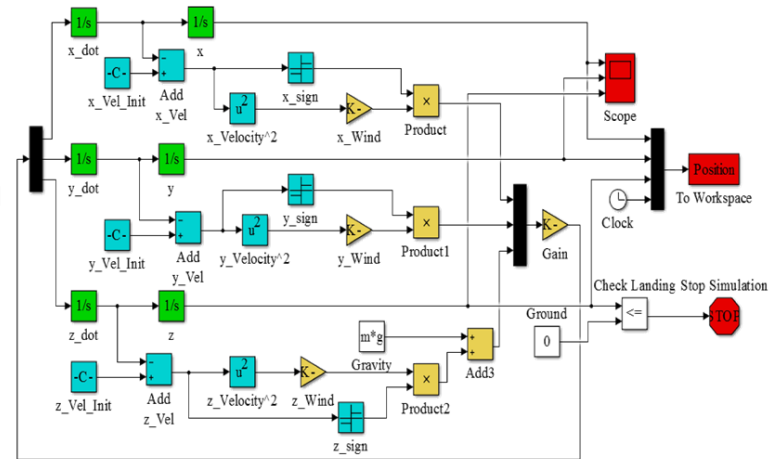 1/s
1/s
x_dot
x
-C-
x_Vel_Init
-
+
Add
x_Vel
x_sign
u²
x_Velocity^2
K-
x_Wind
×
Product
Scope
1/s
1/s
y_dot
y
-C-
y_Vel_Init
-
+
Add
y_Vel
y_sign
u²
y_Velocity^2
K-
y_Wind
×
Product1
K-
Gain
Clock
Position
To Workspace
1/s
1/s
z_dot
z
-C-
z_Vel_Init
-
+
Add
z_Vel
u²
z_Velocity^2
K-
z_Wind
z_sign
m*g
Gravity
×
Product2
+
+
Add3
Ground
0
Check Landing
<=
Stop Simulation
STOP